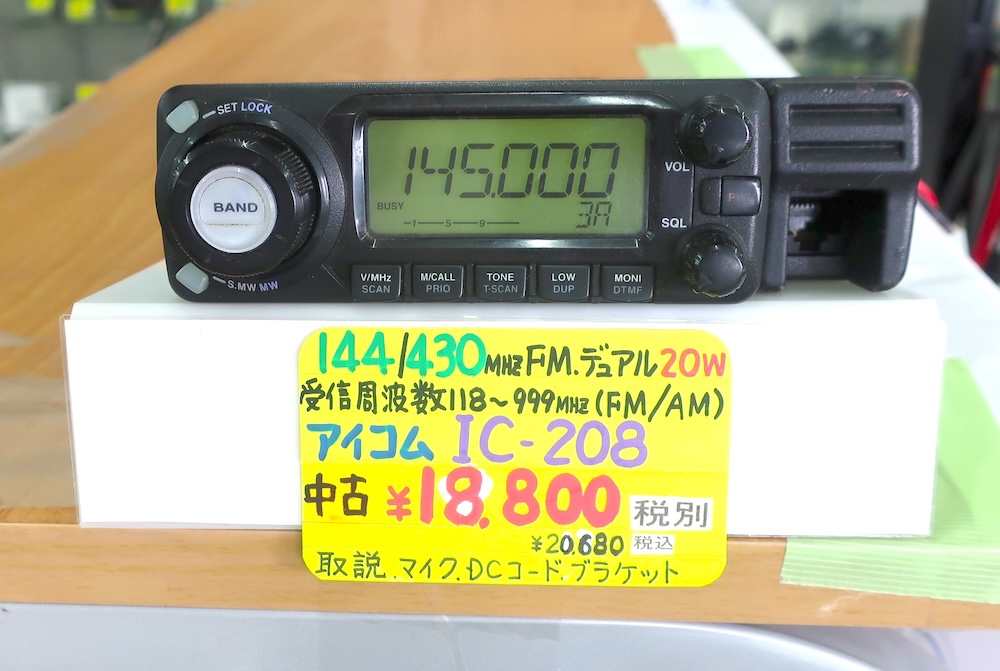 SET LOCK
145.000
BUSY
1 5 9
3A
BAND
VOL
SQL
S.MW MW
V/MHz M/CALL TONE LOW MONI
SCAN PRIO T-SCAN DUP DTMF
144/430MHZ FM.デュアル20W
受信周波数118~999MHZ(FM/AM)
アイコム IC-208
中古 ¥18.800 税別
¥20.680 税込
取説.マイク.DCコード.ブラケット